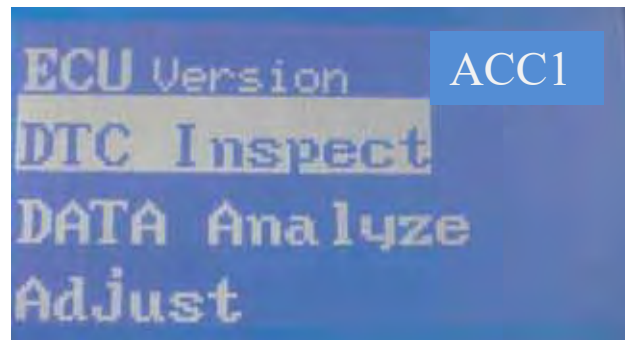 ECU Version
ACC1
DTC Inspect
DATA Analyze
Adjust